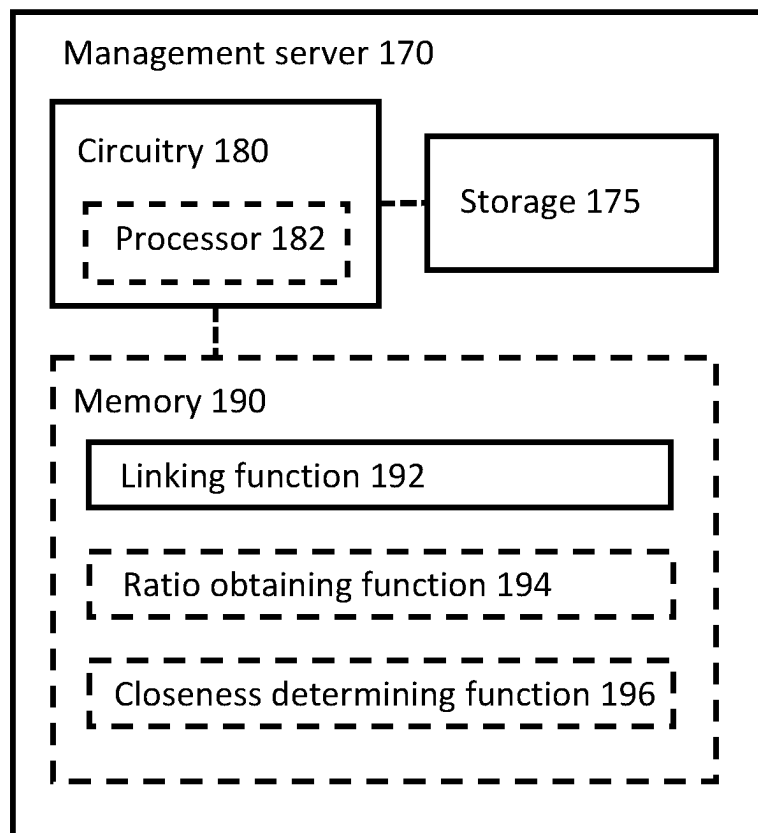 Management server 170
Circuitry 180
Processor 182
Storage 175
Memory 190
Linking function 192
Ratio obtaining function 194
Closeness determining function 196